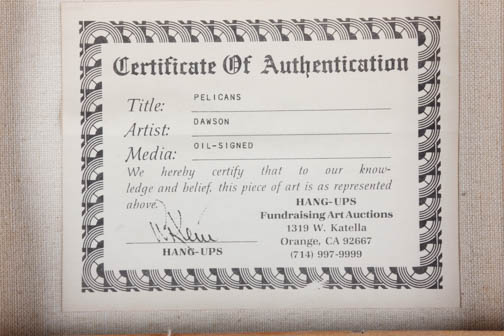 Certificate Of Authentication
Title: PELICANS
Artist: DAWSON
Media: OIL-SIGNED
We hereby certify that to our know-
ledge and belief, this piece of art is as represented
above.
HANG-UPS
Fundraising Art Auctions
1319 W. Katella
Orange, CA 92667
(714) 997-9999
HANG-UPS